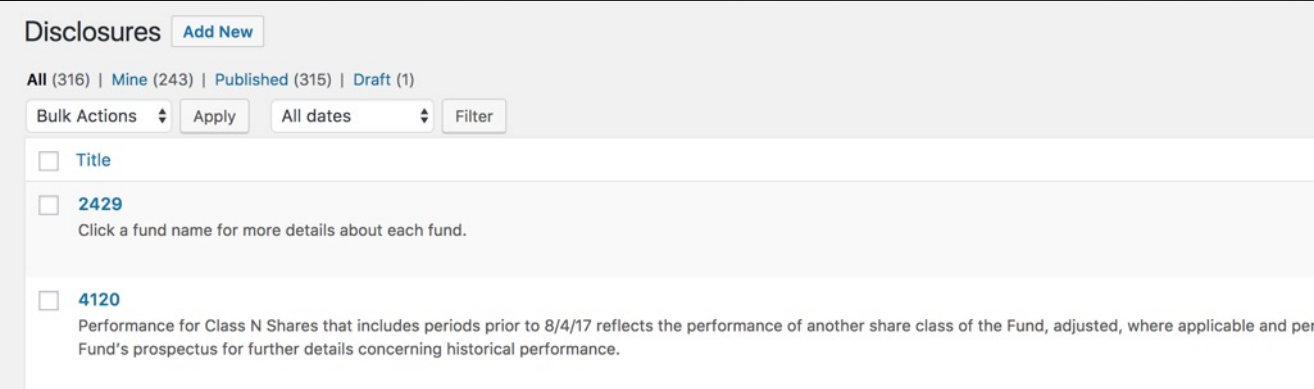 Disclosures Add New
All (316) | Mine (243) | Published (315) | Draft (1)
Bulk Actions Apply All dates Filter
Title
2429
Click a fund name for more details about each fund.
4120
Performance for Class N Shares that includes periods prior to 8/4/17 reflects the performance of another share class of the Fund, adjusted, where applicable and
Fund's prospectus for further details concerning historical performance.